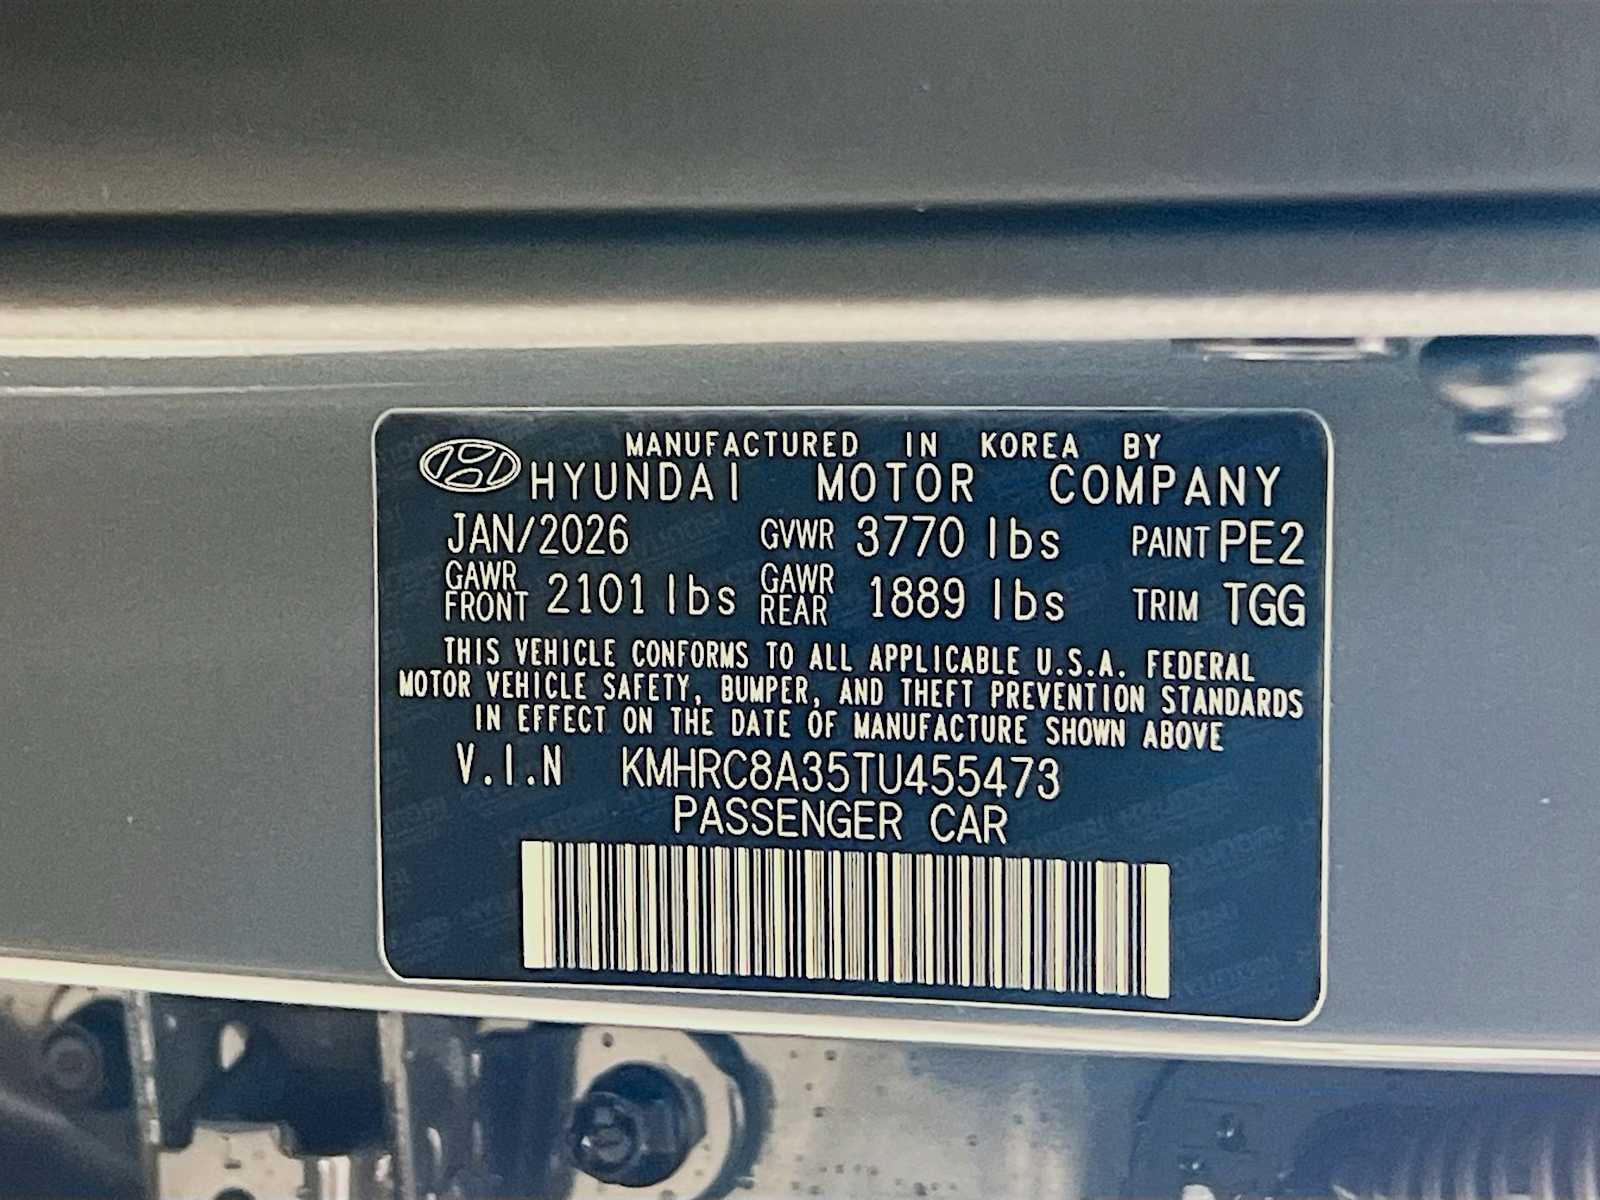 MANUFACTURED IN KOREA BY
HYUNDAI MOTOR COMPANY
JAN/2026 GVWR 3770 lbs PAINT PE2
GAWR FRONT 2101 lbs GAWR REAR 1889 lbs TRIM TGG
THIS VEHICLE CONFORMS TO ALL APPLICABLE U.S.A. FEDERAL
MOTOR VEHICLE SAFETY, BUMPER, AND THEFT PREVENTION STANDARDS
IN EFFECT ON THE DATE OF MANUFACTURE SHOWN ABOVE
V.I.N KMHRC8A35TU455473
PASSENGER CAR